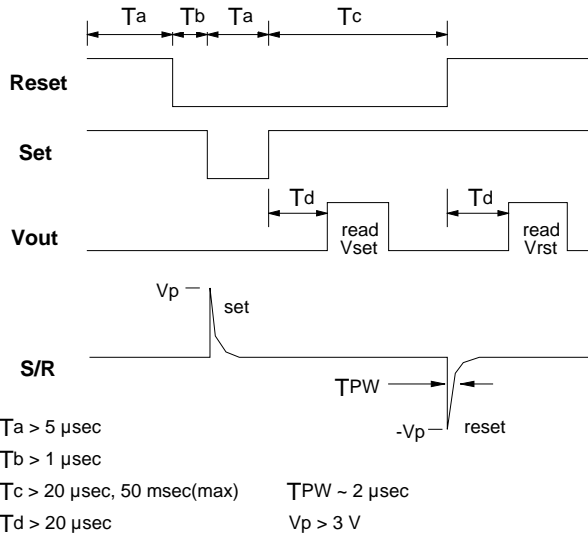 Ta Tb Ta Tc
Reset
Set
Td Td
Vout
read read
Vset Vrst
Vp
set
S/R
TPW
-Vp reset
Ta > 5 µsec
Tb > 1 µsec
Tc > 20 µsec, 50 msec(max) TPW ~ 2 µsec
Td > 20 µsec Vp > 3 V